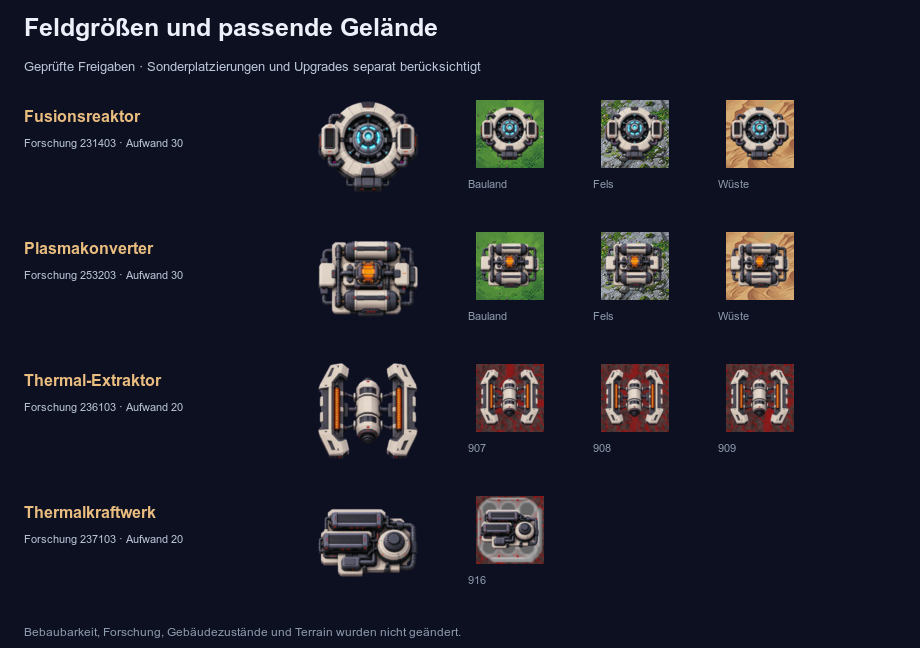 Feldgrößen und passende Gelände
Geprüfte Freigaben · Sonderplatzierungen und Upgrades separat berücksichtigt
Fusionsreaktor
Forschung 231403 · Aufwand 30
Bauland
Fels
Wüste
Plasmakonverter
Forschung 253203 · Aufwand 30
Bauland
Fels
Wüste
Thermal-Extraktor
Forschung 236103 · Aufwand 20
907
908
909
Thermalkraftwerk
Forschung 237103 · Aufwand 20
916
Bebaubarkeit, Forschung, Gebäudezustände und Terrain wurden nicht geändert.